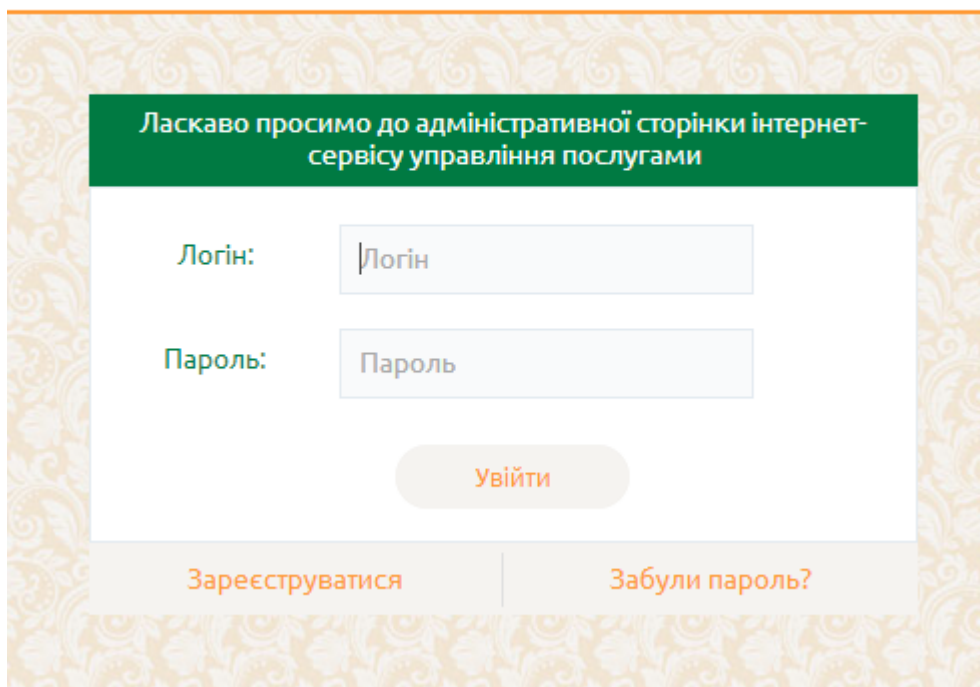 Ласкаво просимо до адміністративної сторінки інтернет-
сервісу управління послугами
Логін:
Логін
Пароль:
Пароль
Увійти
Зареєструватися
Забули пароль?